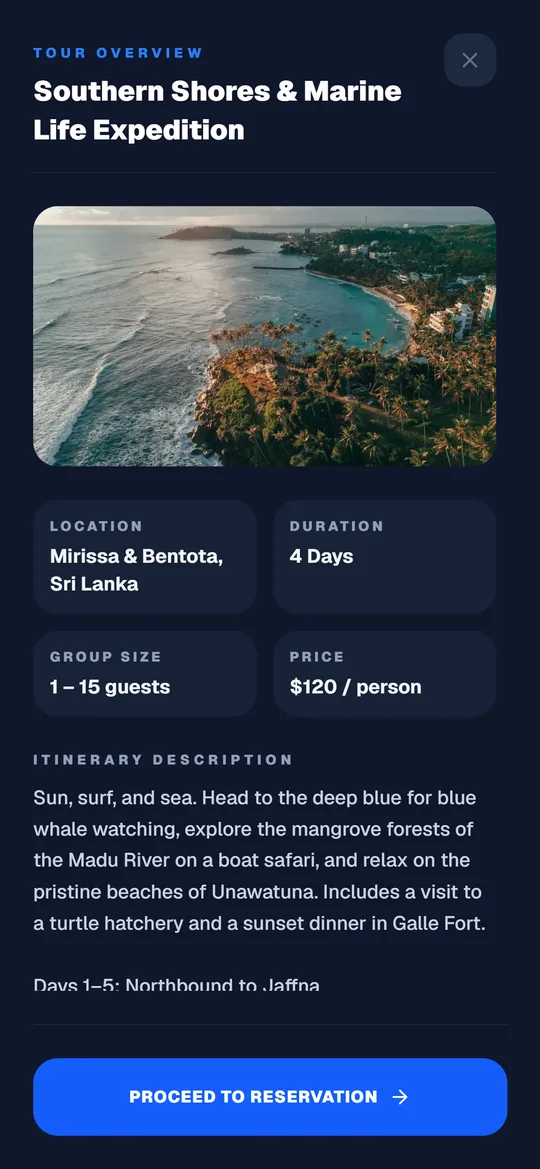 TOUR OVERVIEW
Southern Shores & Marine
Life Expedition
LOCATION
Mirissa & Bentota,
Sri Lanka
DURATION
4 Days
GROUP SIZE
1 – 15 guests
PRICE
$120 / person
ITINERARY DESCRIPTION
Sun, surf, and sea. Head to the deep blue for blue
whale watching, explore the mangrove forests of
the Madu River on a boat safari, and relax on the
pristine beaches of Unawatuna. Includes a visit to
a turtle hatchery and a sunset dinner in Galle Fort.
Days 1–5: Northbound to Jaffna
PROCEED TO RESERVATION